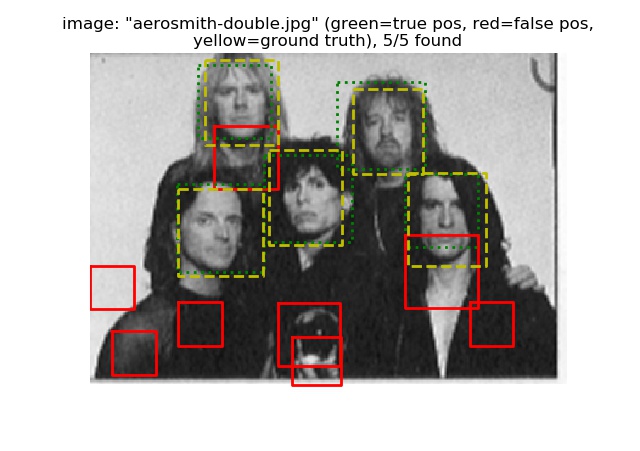 image: "aerosmith-double.jpg" (green=true pos, red=false pos,
yellow=ground truth), 5/5 found